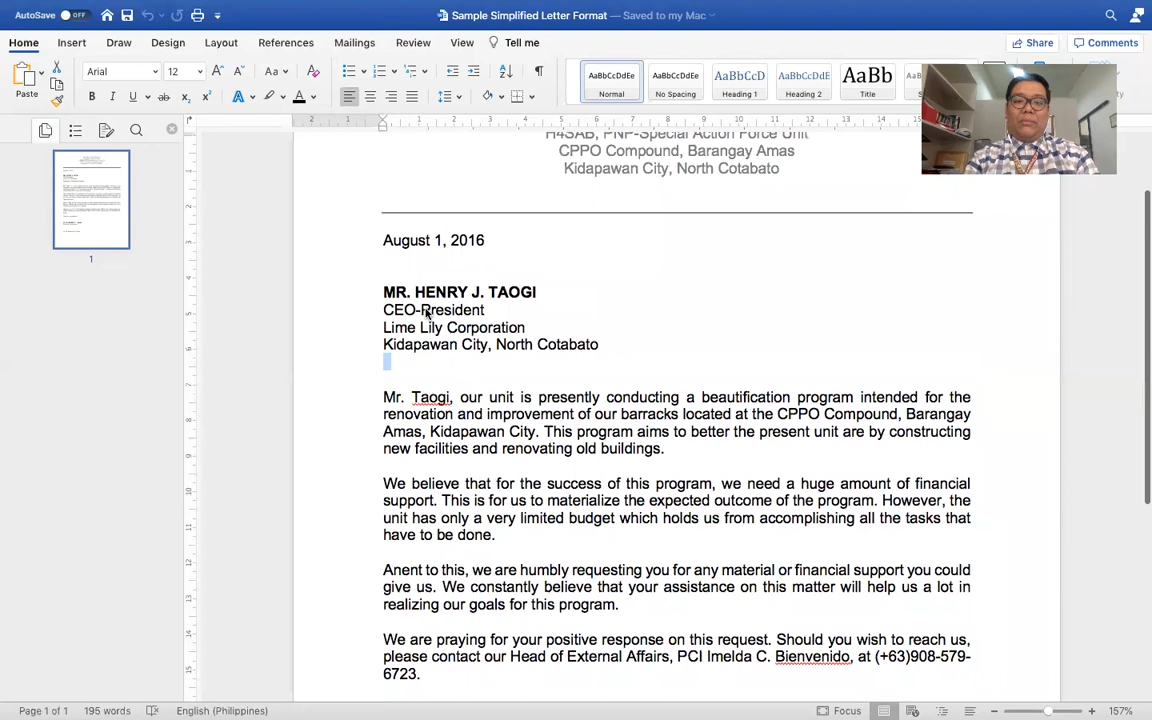 AutoSave OFF
Sample Simplified Letter Format — Saved to my Mac
Home Insert Draw Design Layout References Mailings Review View Tell me
Share Comments
Paste
Arial 12
Aa
B I U ab x₂ x² A A
AaBbCcDdEe AaBbCcDdEe AaBbCcD AaBbCcDdE AaBb
Normal No Spacing Heading 1 Heading 2 Title
H+SAB, PNP-Special Action Force Unit
CPPO Compound, Barangay Amas
Kidapawan City, North Cotabato
August 1, 2016
MR. HENRY J. TAOGI
CEO-President
Lime Lily Corporation
Kidapawan City, North Cotabato
Mr. Taogi, our unit is presently conducting a beautification program intended for the
renovation and improvement of our barracks located at the CPPO Compound, Barangay
Amas, Kidapawan City. This program aims to better the present unit are by constructing
new facilities and renovating old buildings.
We believe that for the success of this program, we need a huge amount of financial
support. This is for us to materialize the expected outcome of the program. However, the
unit has only a very limited budget which holds us from accomplishing all the tasks that
have to be done.
Anent to this, we are humbly requesting you for any material or financial support you could
give us. We constantly believe that your assistance on this matter will help us a lot in
realizing our goals for this program.
We are praying for your positive response on this request. Should you wish to reach us,
please contact our Head of External Affairs, PCI Imelda C. Bienvenido, at (+63)908-579-
6723.
1
Page 1 of 1 195 words English (Philippines) Focus 157%